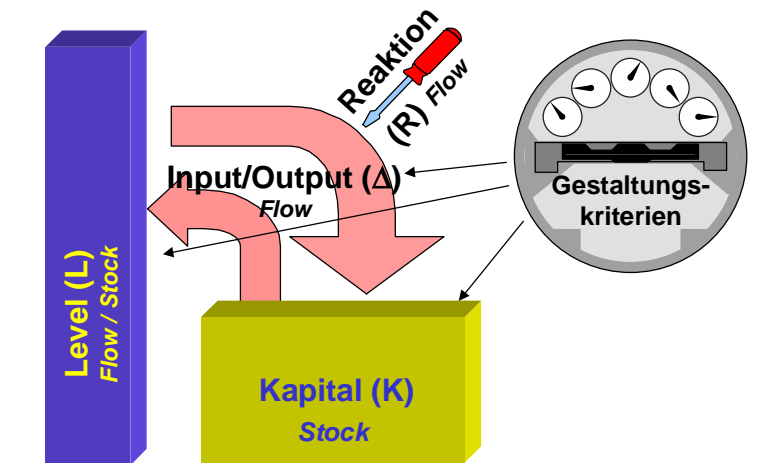 Reaktion
(R) Flow
Input/Output (Δ)
Flow
Gestaltungs-
kriterien
Level (L)
Flow / Stock
Kapital (K)
Stock